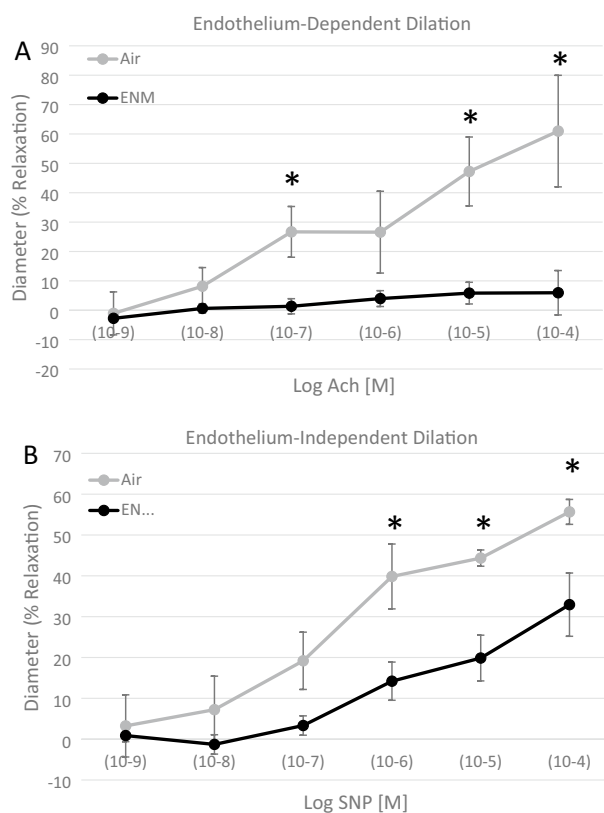 Endothelium-Dependent Dilation
A
90
80
70
60
50
40
30
20
10
0
-10
-20
Diameter (% Relaxation)
Air
ENM
*
*
*
(10-9) (10-8) (10-7) (10-6) (10-5) (10-4)
Log Ach [M]
Endothelium-Independent Dilation
B
70
60
50
40
30
20
10
0
-10
Diameter (% Relaxation)
Air
EN...
*
*
*
(10-9) (10-8) (10-7) (10-6) (10-5) (10-4)
Log SNP [M]